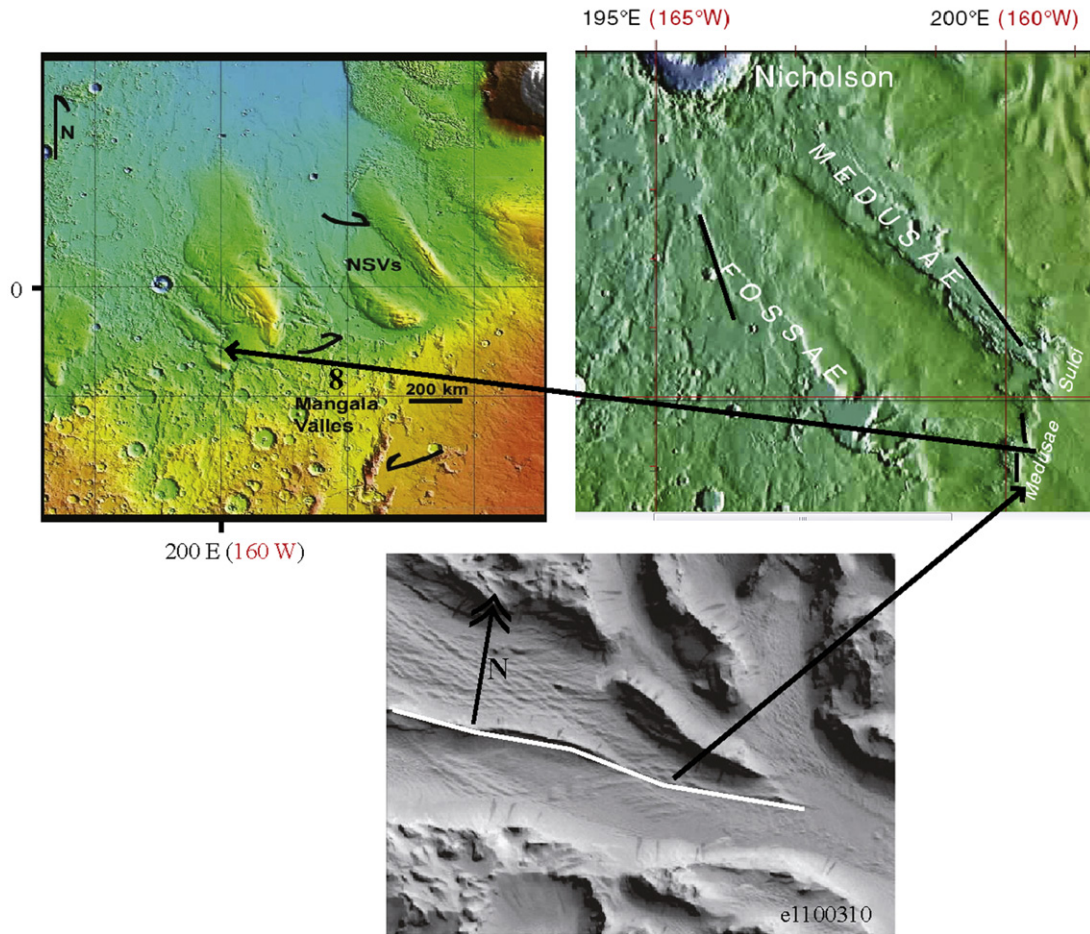 195°E (165°W)
200°E (160°W)
N
Nicholson
MEDUSAE
FOSSAE
Sulci
Medusae
0
NSVs
8
Mangala
Valles
200 km
200 E (160 W)
N
e1100310